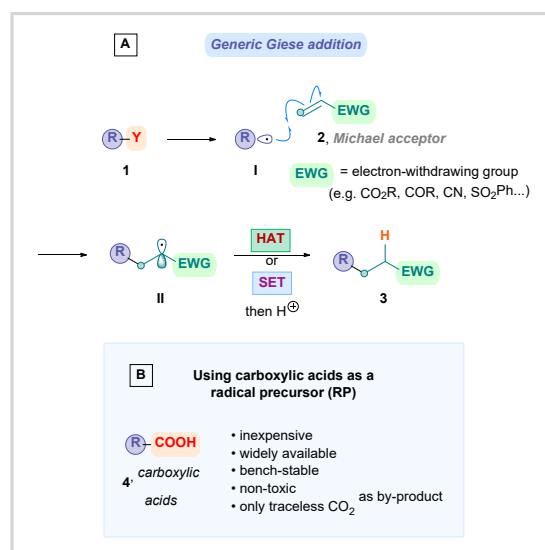 A
Generic Giese addition
R–Y
R•
EWG
1
I
2, Michael acceptor
EWG = electron-withdrawing group
(e.g. CO₂R, COR, CN, SO₂Ph...)
R
EWG
HAT
or
SET
then H⊕
H
R
EWG
II
3
B
Using carboxylic acids as a
radical precursor (RP)
R–COOH
4, carboxylic
acids
• inexpensive
• widely available
• bench-stable
• non-toxic
• only traceless CO₂ as by-product